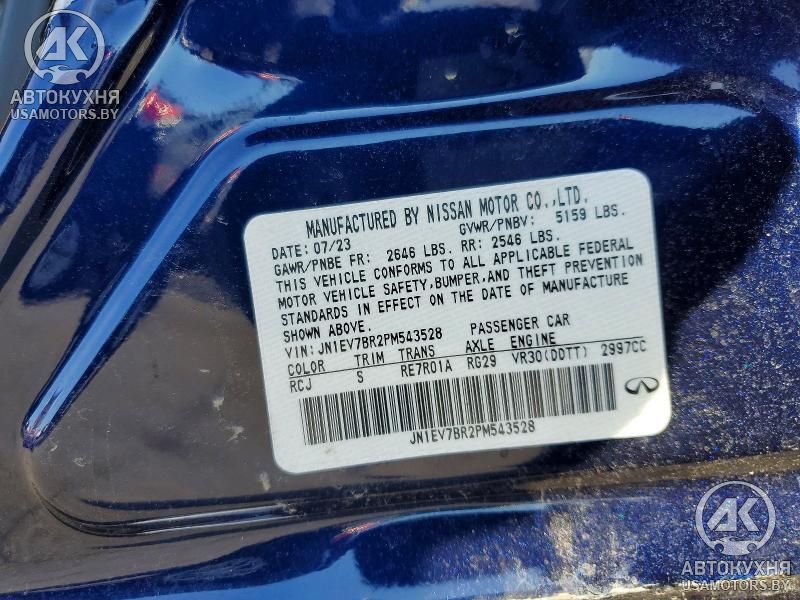 АК
АВТОКУХНЯ
USAMOTORS.BY
MANUFACTURED BY NISSAN MOTOR CO.,LTD.
DATE: 07/23 GVWR/PNBV: 5159 LBS.
GAWR/PNBE FR: 2646 LBS. RR: 2546 LBS.
THIS VEHICLE CONFORMS TO ALL APPLICABLE FEDERAL
MOTOR VEHICLE SAFETY,BUMPER,AND THEFT PREVENTION
STANDARDS IN EFFECT ON THE DATE OF MANUFACTURE
SHOWN ABOVE.
VIN: JN1EV7BR2PM543528 PASSENGER CAR
COLOR TRIM TRANS AXLE ENGINE
RCJ S RE7R01A RG29 VR30(DDTT) 2997CC
JN1EV7BR2PM543528
АК
АВТОКУХНЯ
USAMOTORS.BY